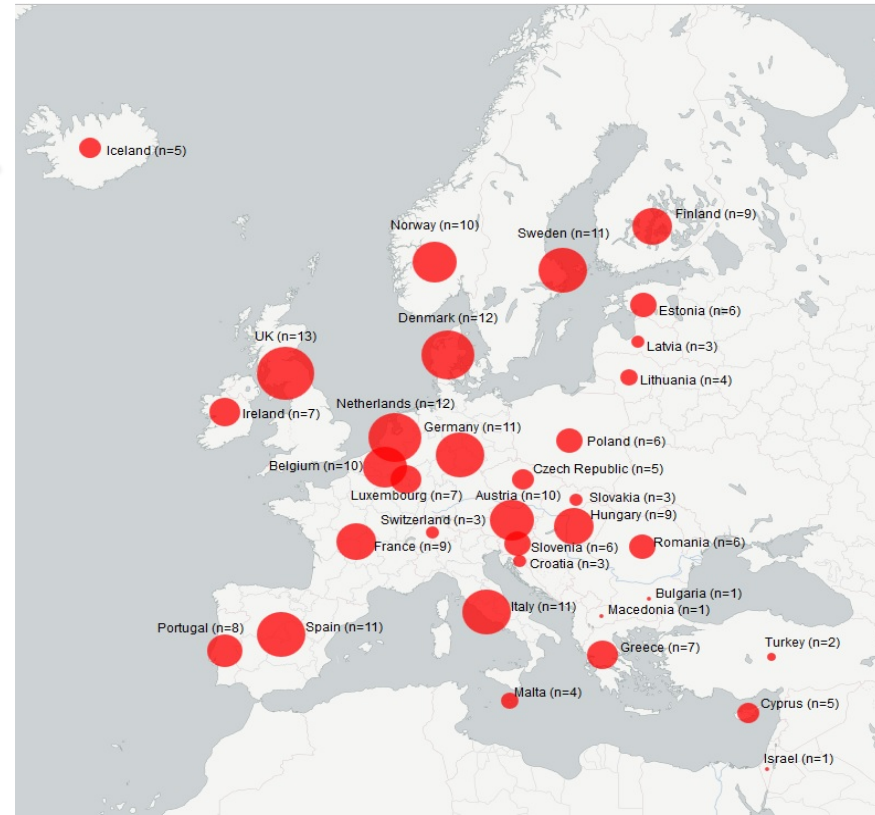 Iceland (n=5)
Finland (n=9)
Norway (n=10)
Sweden (n=11)
Estonia (n=6)
Denmark (n=12)
UK (n=13)
Latvia (n=3)
Lithuania (n=4)
Netherlands (n=12)
Ireland (n=7)
Germany (n=11)
Poland (n=6)
Belgium (n=10)
Czech Republic (n=5)
Luxembourg (n=7)
Austria (n=10)
Slovakia (n=3)
Hungary (n=9)
Switzerland (n=3)
France (n=9)
Slovenia (n=6)
Romania (n=6)
Croatia (n=3)
Bulgaria (n=1)
Italy (n=11)
Macedonia (n=1)
Portugal (n=8)
Spain (n=11)
Greece (n=7)
Turkey (n=2)
Malta (n=4)
Cyprus (n=5)
Israel (n=1)